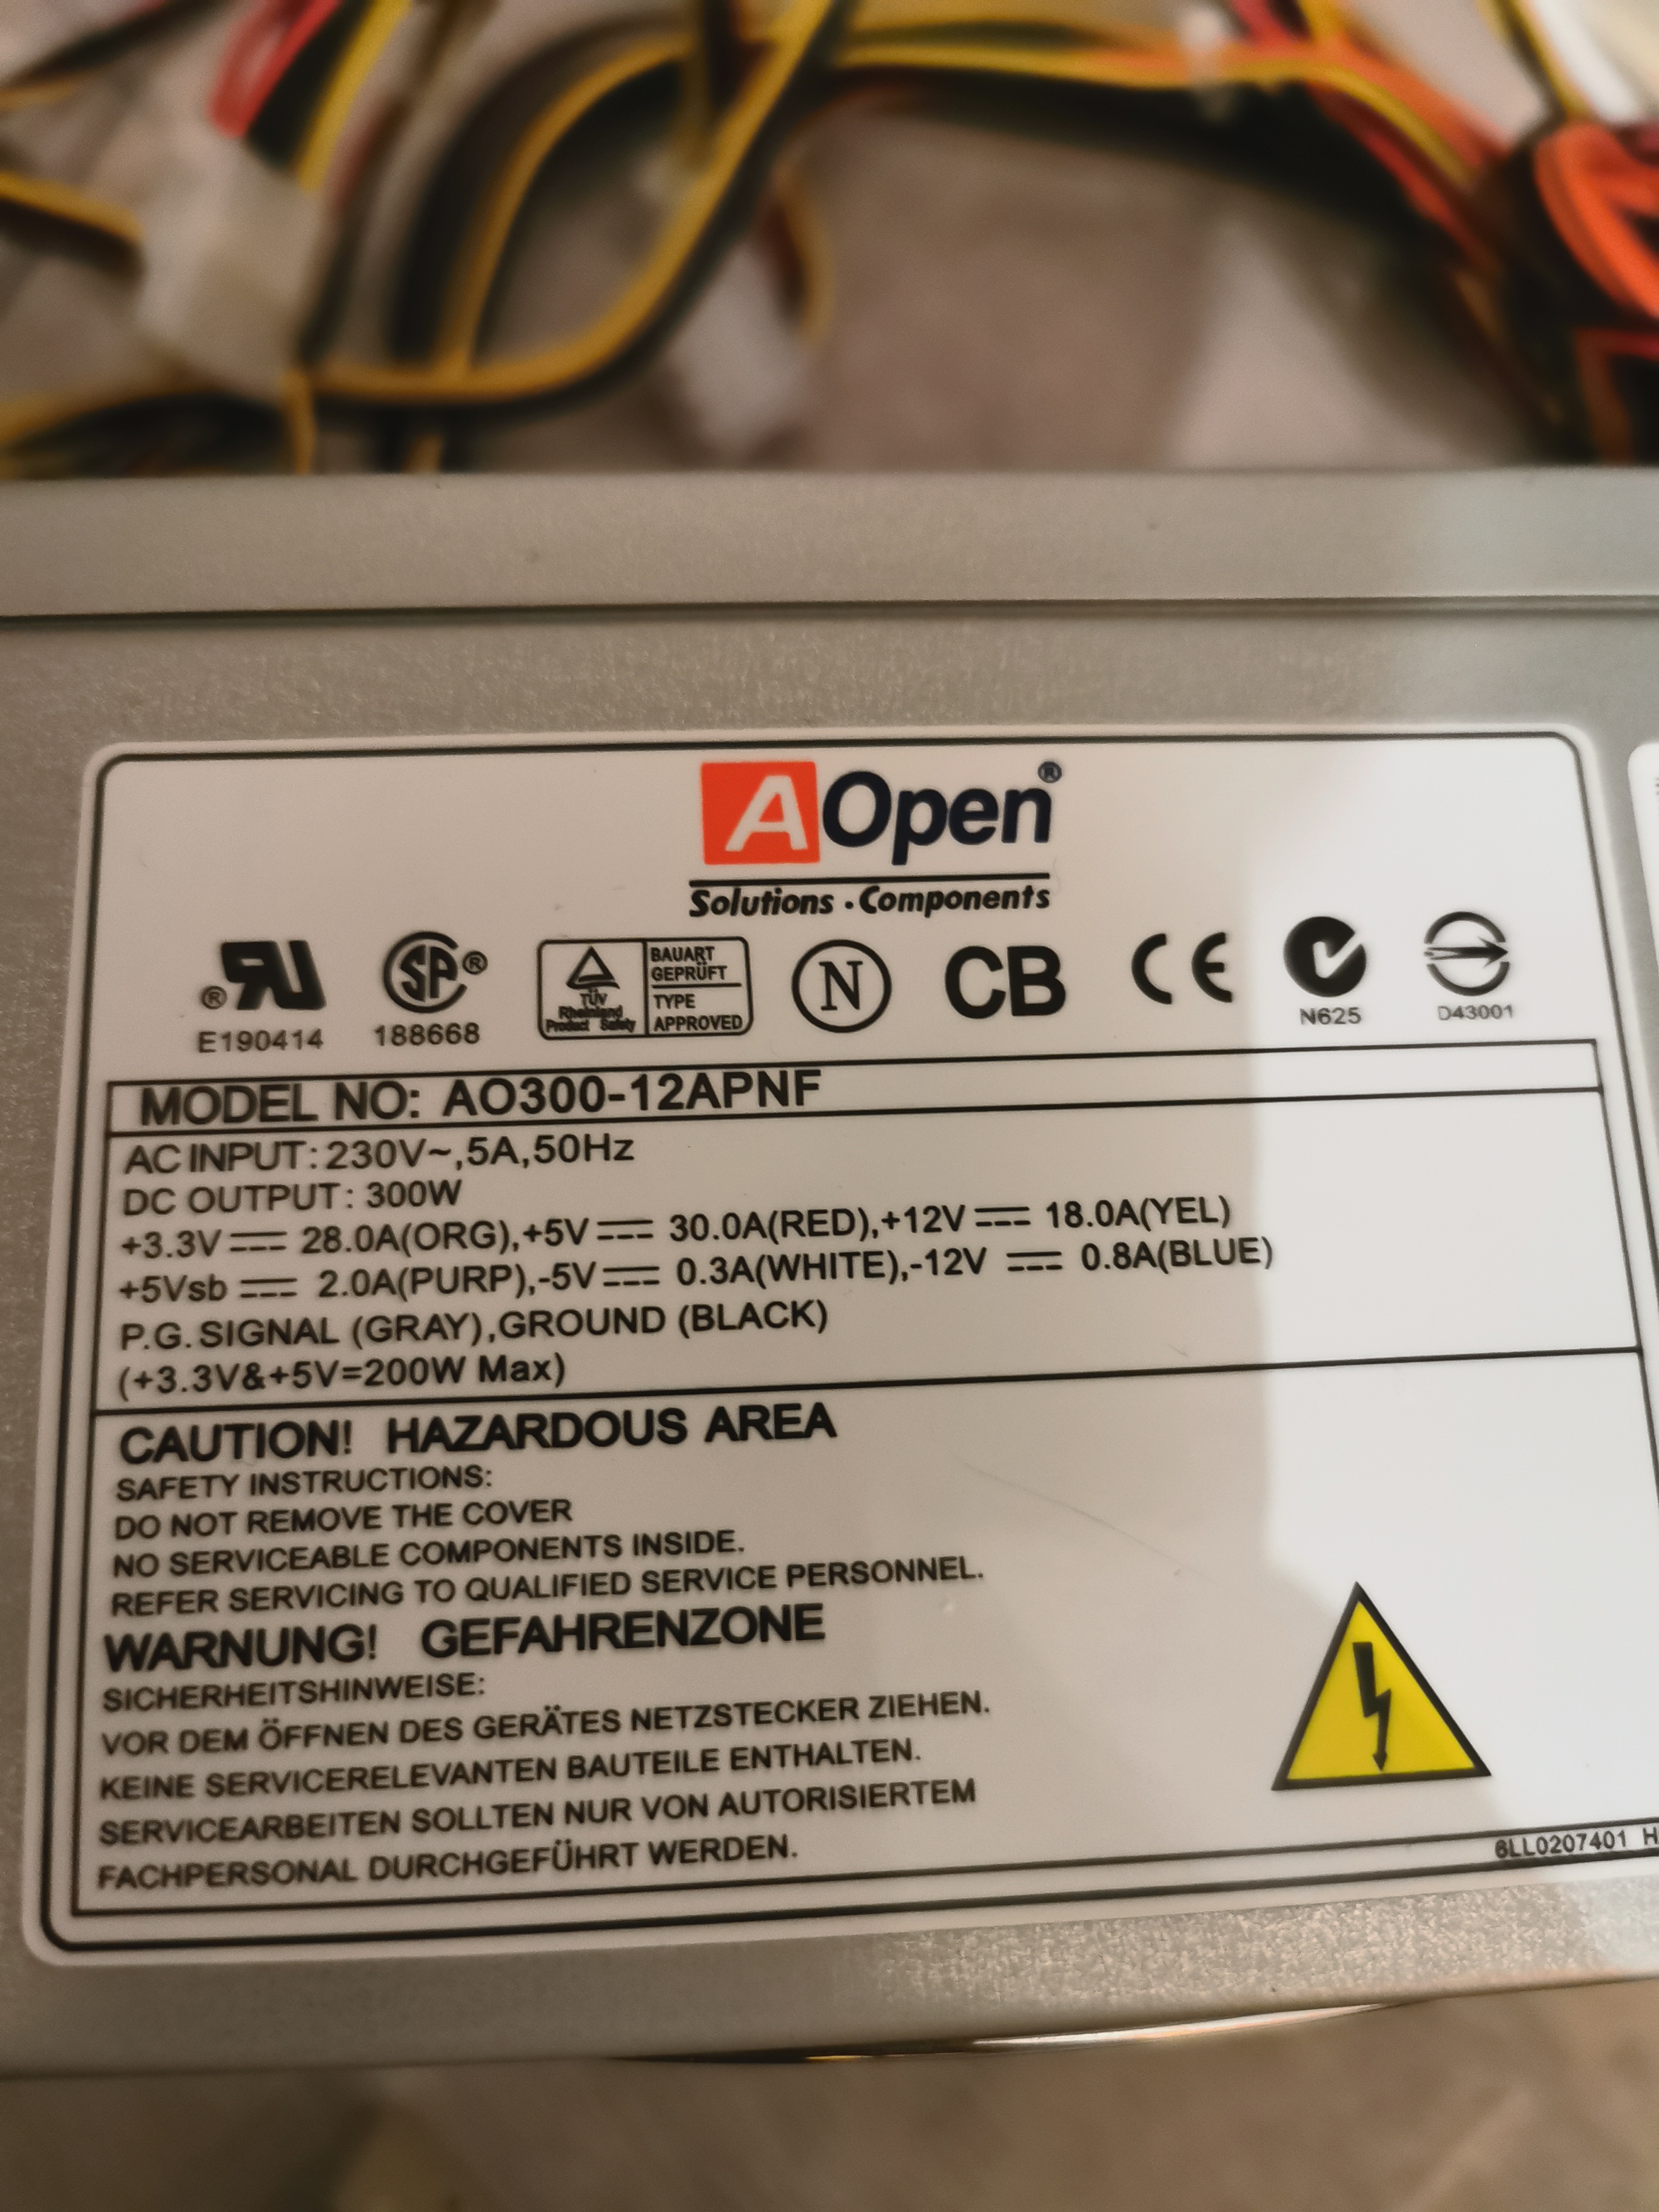 AOpen®
Solutions · Components
BAUART
GEPRÜFT
TÜV
Rheinland
Product Safety
TYPE
APPROVED
N
CB
CE
E190414
188668
N625
D43001
MODEL NO: AO300-12APNF
AC INPUT: 230V~,5A,50Hz
DC OUTPUT: 300W
+3.3V⎓ 28.0A(ORG),+5V⎓ 30.0A(RED),+12V⎓ 18.0A(YEL)
+5Vsb ⎓ 2.0A(PURP),-5V⎓ 0.3A(WHITE),-12V ⎓ 0.8A(BLUE)
P.G. SIGNAL (GRAY),GROUND (BLACK)
(+3.3V&+5V=200W Max)
CAUTION! HAZARDOUS AREA
SAFETY INSTRUCTIONS:
DO NOT REMOVE THE COVER
NO SERVICEABLE COMPONENTS INSIDE.
REFER SERVICING TO QUALIFIED SERVICE PERSONNEL.
WARNUNG! GEFAHRENZONE
SICHERHEITSHINWEISE:
VOR DEM ÖFFNEN DES GERÄTES NETZSTECKER ZIEHEN.
KEINE SERVICERELEVANTEN BAUTEILE ENTHALTEN.
SERVICEARBEITEN SOLLTEN NUR VON AUTORISIERTEM
FACHPERSONAL DURCHGEFÜHRT WERDEN.
6LL0207401 H